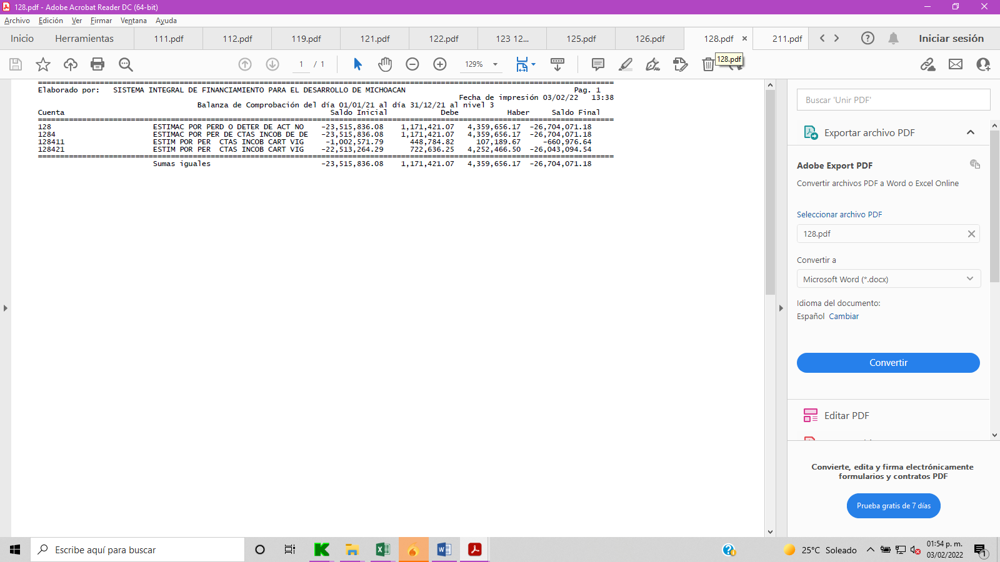 128.pdf - Adobe Acrobat Reader DC (64-bit)
Archivo Edición Ver Firmar Ventana Ayuda
Inicio Herramientas 111.pdf 112.pdf 119.pdf 121.pdf 122.pdf 123 12... 125.pdf 126.pdf 128.pdf 211.pdf Iniciar sesión
1 / 1 129%
128.pdf
Elaborado por: SISTEMA INTEGRAL DE FINANCIAMIENTO PARA EL DESARROLLO DE MICHOACAN Pag. 1
Fecha de impresión 03/02/22 13:38
Balanza de Comprobación del día 01/01/21 al día 31/12/21 al nivel 3
Cuenta Saldo Inicial Debe Haber Saldo Final
128 ESTIMAC POR PERD O DETER DE ACT NO -23,515,836.08 1,171,421.07 4,359,656.17 -26,704,071.18
1284 ESTIMAC POR PER DE CTAS INCOB DE DE -23,515,836.08 1,171,421.07 4,359,656.17 -26,704,071.18
128411 ESTIM POR PER CTAS INCOB CART VIG -1,002,571.79 448,784.82 107,189.67 -660,976.64
128421 ESTIM POR PER CTAS INCOB CART VIG -22,513,264.29 722,636.25 4,252,466.50 -26,043,094.54
Sumas iguales -23,515,836.08 1,171,421.07 4,359,656.17 -26,704,071.18
Buscar 'Unir PDF'
Exportar archivo PDF
Adobe Export PDF
Convertir archivos PDF a Word o Excel Online
Seleccionar archivo PDF
128.pdf
Convertir a
Microsoft Word (*.docx)
Idioma del documento:
Español Cambiar
Convertir
Editar PDF
Convierte, edita y firma electrónicamente
formularios y contratos PDF
Prueba gratis de 7 días
Escribe aquí para buscar
25°C Soleado
01:54 p. m.
03/02/2022
1